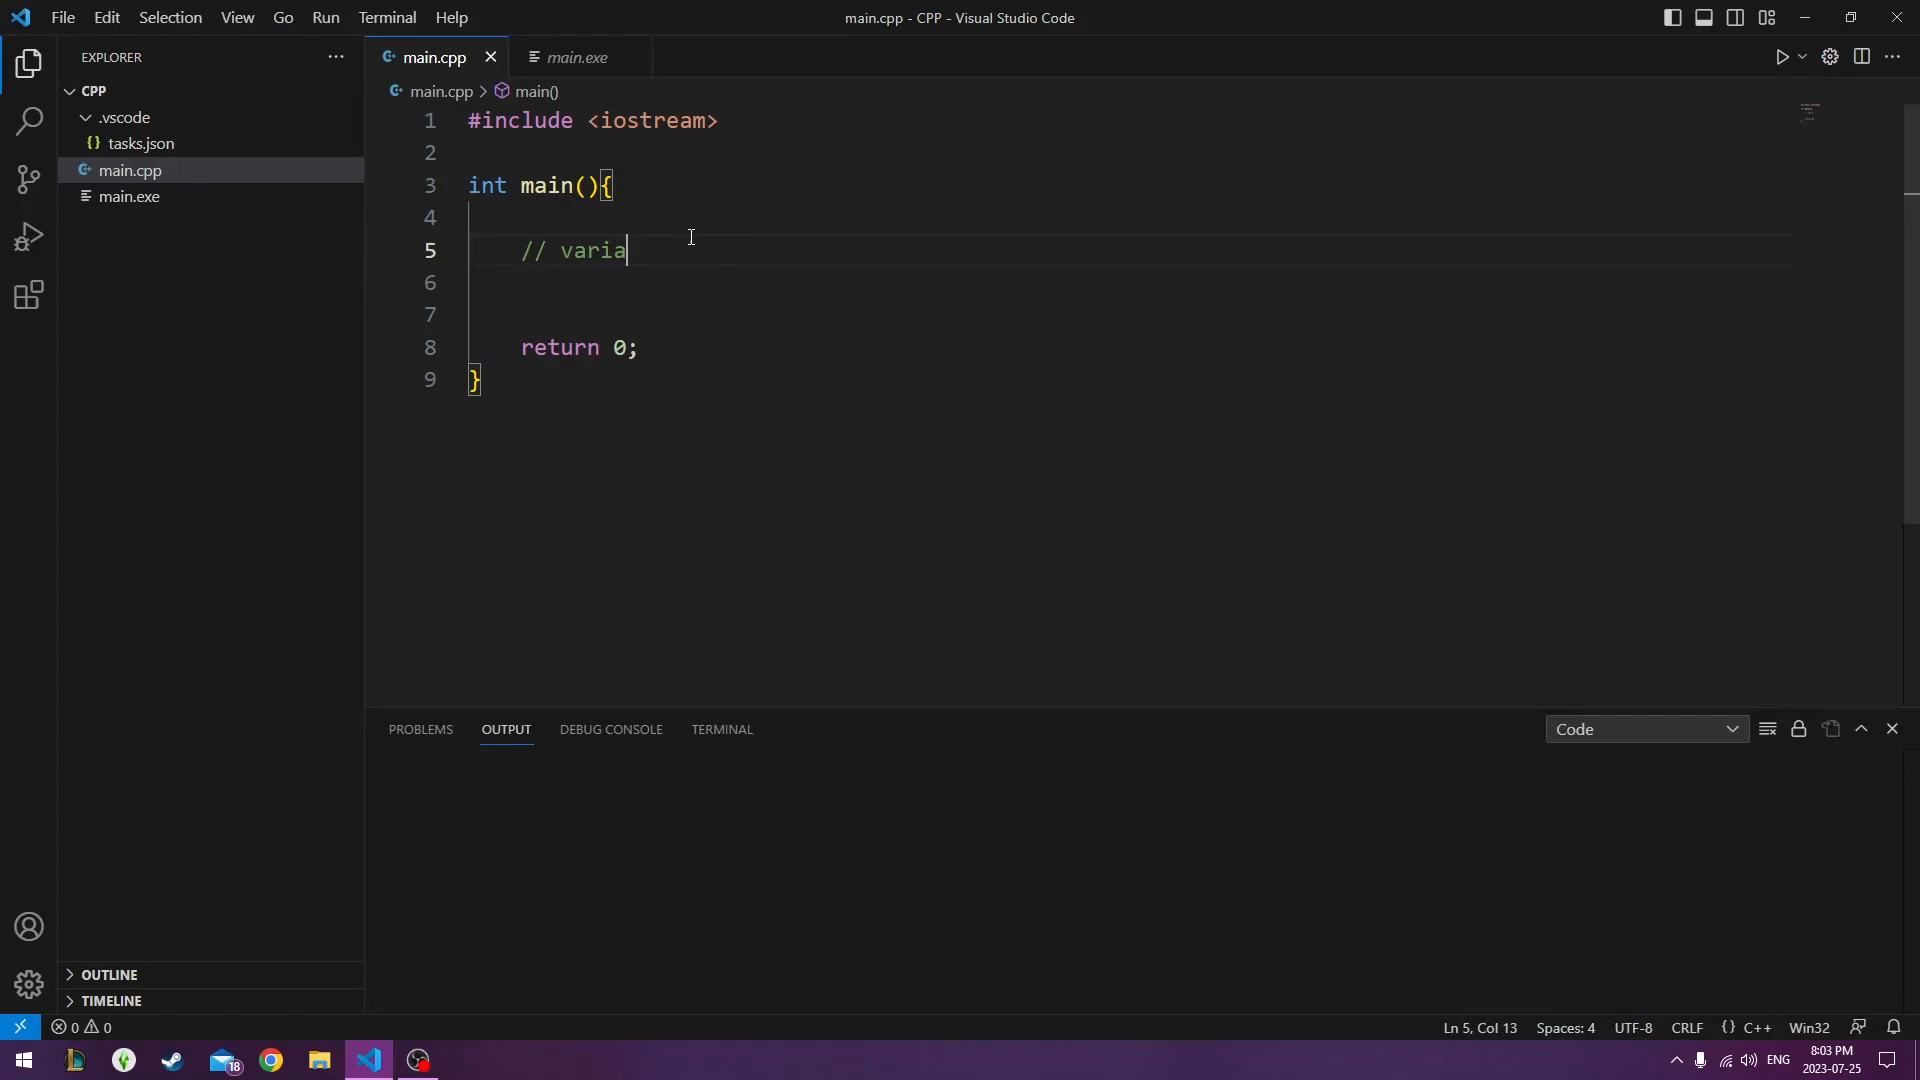 File Edit Selection View Go Run Terminal Help
main.cpp - CPP - Visual Studio Code
EXPLORER
CPP
.vscode
tasks.json
main.cpp
main.exe
OUTLINE
TIMELINE
main.cpp
main.exe
main.cpp > main()
1 #include <iostream>
2
3 int main(){
4
5 // varia
6
7
8 return 0;
9 }
PROBLEMS OUTPUT DEBUG CONSOLE TERMINAL
Code
0 0
Ln 5, Col 13 Spaces: 4 UTF-8 CRLF {} C++ Win32
18
ENG
8:03 PM
2023-07-25